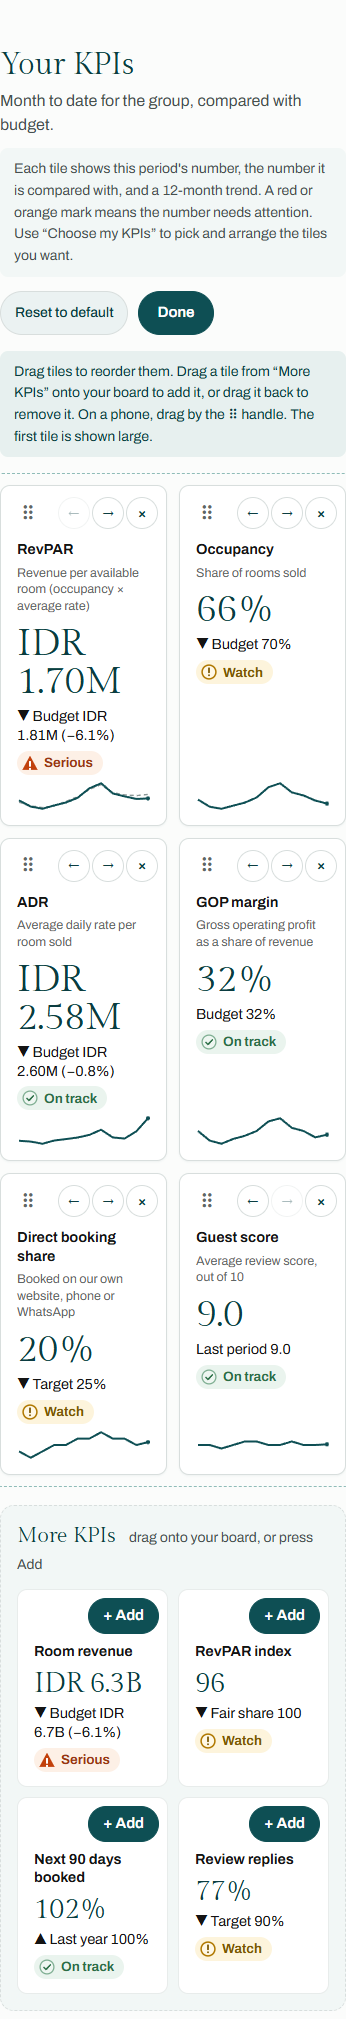 Your KPIs
Month to date for the group, compared with
budget.
Each tile shows this period's number, the number it
is compared with, and a 12-month trend. A red or
orange mark means the number needs attention.
Use “Choose my KPIs” to pick and arrange the tiles
you want.
Reset to default
Done
Drag tiles to reorder them. Drag a tile from “More
KPIs” onto your board to add it, or drag it back to
remove it. On a phone, drag by the ⠿ handle. The
first tile is shown large.
⠿ ← → ×
RevPAR
Revenue per available
room (occupancy ×
average rate)
IDR
1.70M
▼ Budget IDR
1.81M (−6.1%)
Serious
⠿ ← → ×
Occupancy
Share of rooms sold
66%
▼ Budget 70%
Watch
⠿ ← → ×
ADR
Average daily rate per
room sold
IDR
2.58M
▼ Budget IDR
2.60M (−0.8%)
On track
⠿ ← → ×
GOP margin
Gross operating profit
as a share of revenue
32%
Budget 32%
On track
⠿ ← → ×
Direct booking
share
Booked on our own
website, phone or
WhatsApp
20%
▼ Target 25%
Watch
⠿ ← → ×
Guest score
Average review score,
out of 10
9.0
Last period 9.0
On track
More KPIs drag onto your board, or press
Add
+ Add
Room revenue
IDR 6.3B
▼ Budget IDR
6.7B (−6.1%)
Serious
+ Add
RevPAR index
96
▼ Fair share 100
Watch
+ Add
Next 90 days
booked
102%
▲ Last year 100%
On track
+ Add
Review replies
77%
▼ Target 90%
Watch